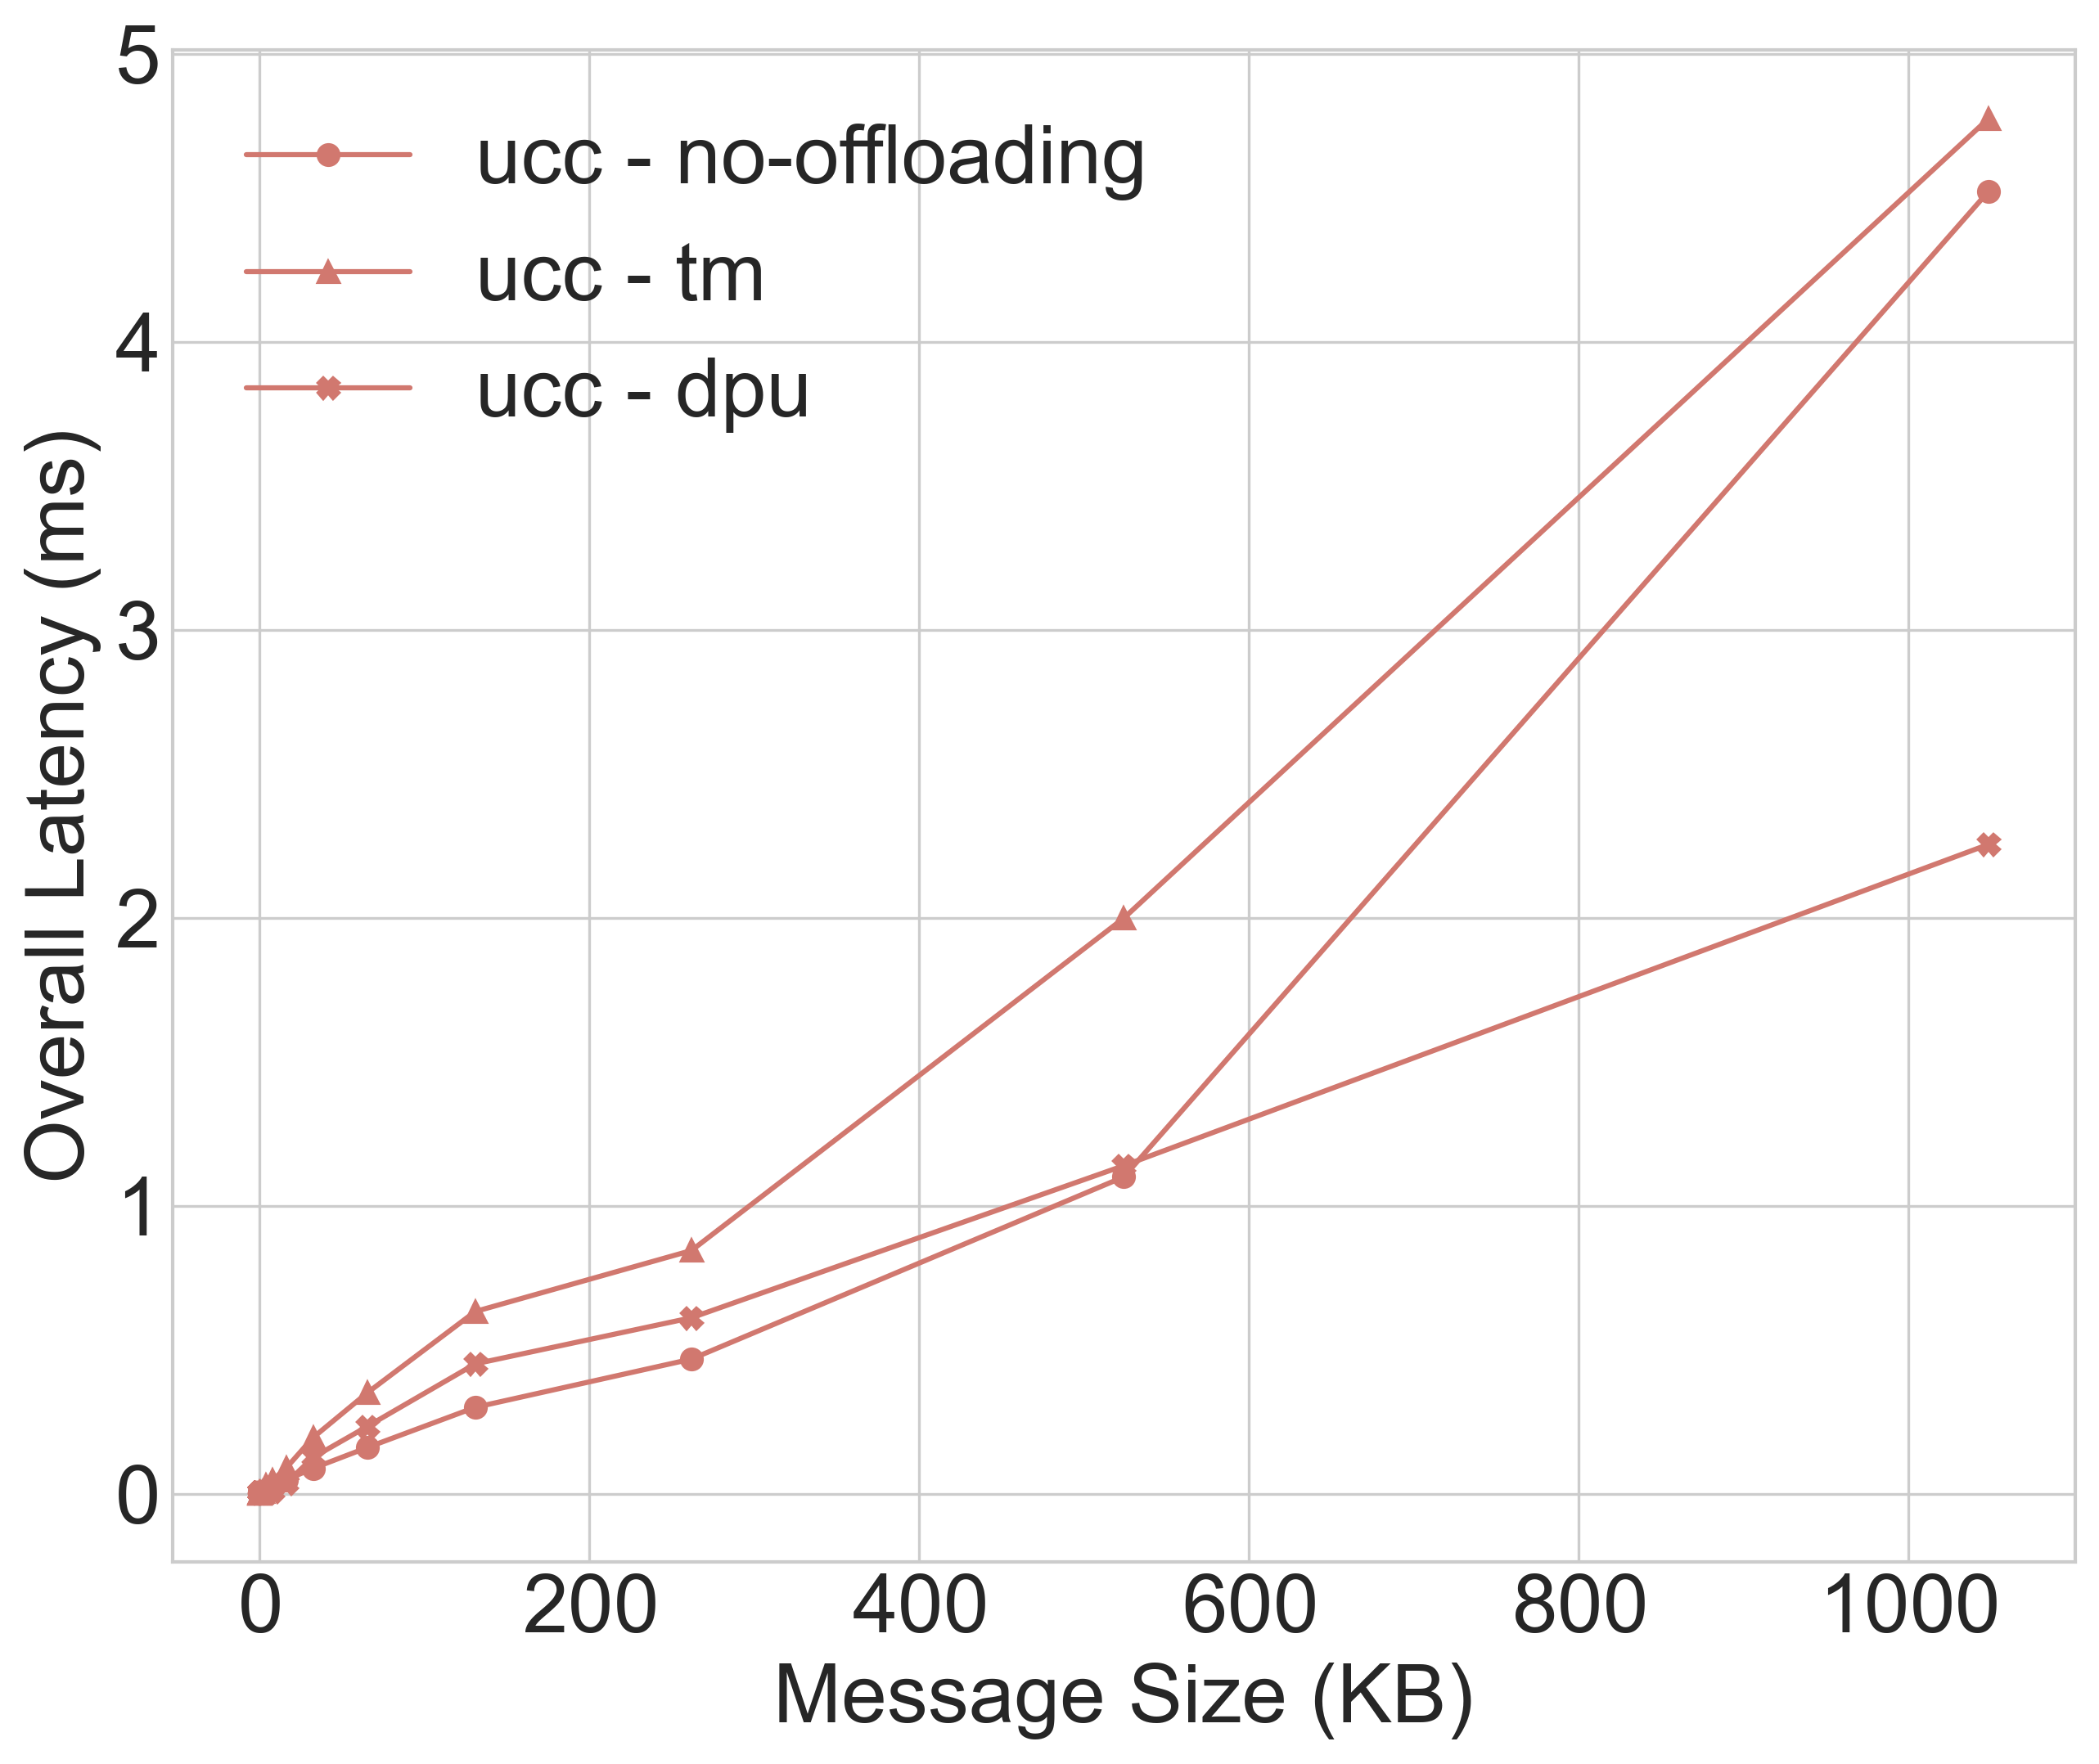 5
4
3
2
1
0
Overall Latency (ms)
ucc - no-offloading
ucc - tm
ucc - dpu
0 200 400 600 800 1000
Message Size (KB)